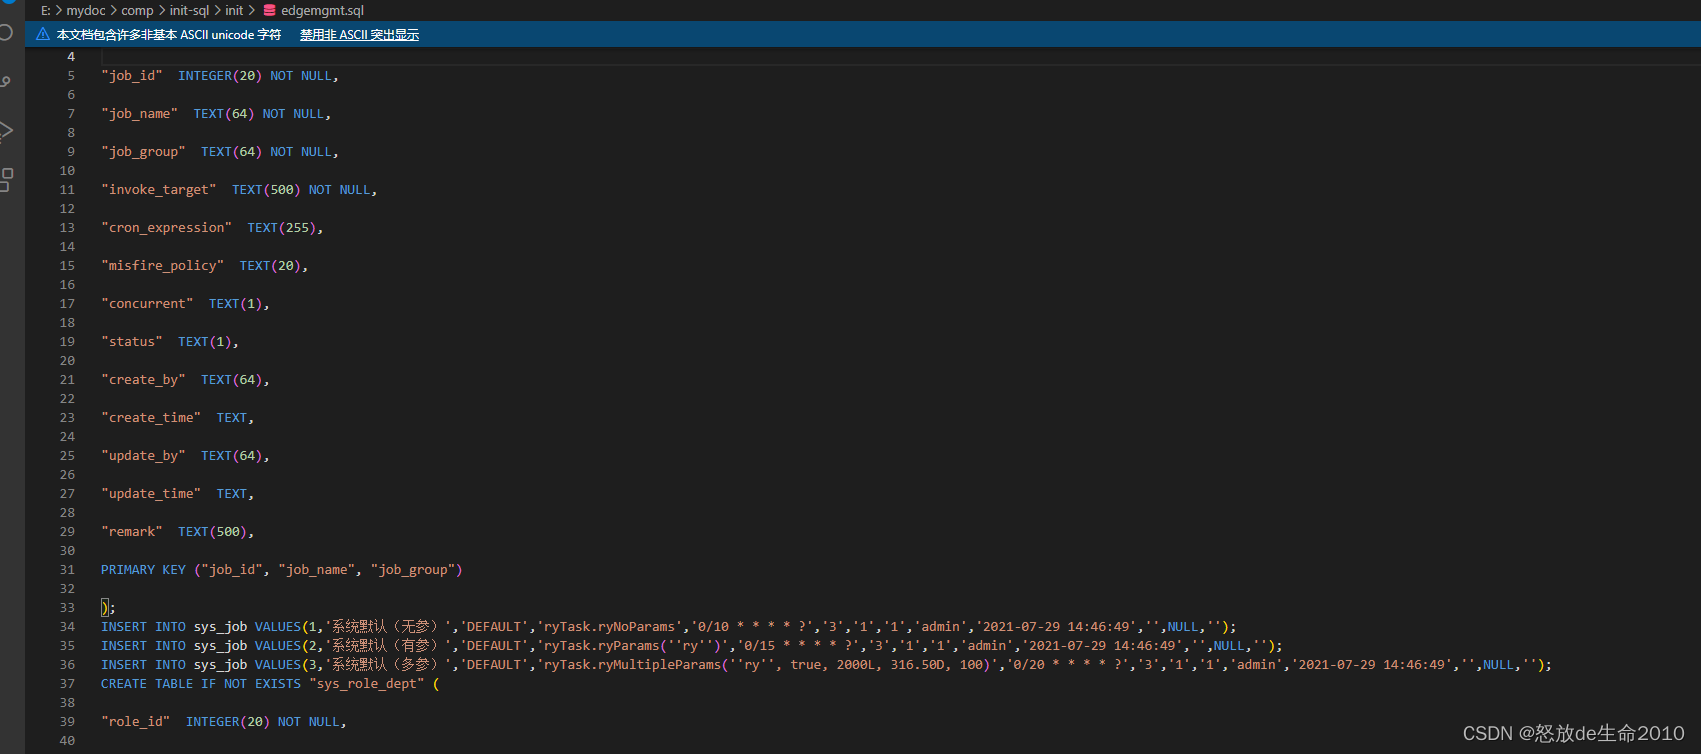 E: > mydoc > comp > init-sql > init > edgemgmt.sql
本文档包含许多非基本 ASCII unicode 字符 禁用非 ASCII 突出显示
4
5 "job_id" INTEGER(20) NOT NULL,
6
7 "job_name" TEXT(64) NOT NULL,
8
9 "job_group" TEXT(64) NOT NULL,
10
11 "invoke_target" TEXT(500) NOT NULL,
12
13 "cron_expression" TEXT(255),
14
15 "misfire_policy" TEXT(20),
16
17 "concurrent" TEXT(1),
18
19 "status" TEXT(1),
20
21 "create_by" TEXT(64),
22
23 "create_time" TEXT,
24
25 "update_by" TEXT(64),
26
27 "update_time" TEXT,
28
29 "remark" TEXT(500),
30
31 PRIMARY KEY ("job_id", "job_name", "job_group")
32
33 );
34 INSERT INTO sys_job VALUES(1,'系统默认（无参）','DEFAULT','ryTask.ryNoParams','0/10 * * * * ?','3','1','1','admin','2021-07-29 14:46:49','',NULL,'');
35 INSERT INTO sys_job VALUES(2,'系统默认（有参）','DEFAULT','ryTask.ryParams(''ry'')','0/15 * * * * ?','3','1','1','admin','2021-07-29 14:46:49','',NULL,'');
36 INSERT INTO sys_job VALUES(3,'系统默认（多参）','DEFAULT','ryTask.ryMultipleParams(''ry'', true, 2000L, 316.50D, 100)','0/20 * * * * ?','3','1','1','admin','2021-07-29 14:46:49','',NULL,'');
37 CREATE TABLE IF NOT EXISTS "sys_role_dept" (
38
39 "role_id" INTEGER(20) NOT NULL,
40
CSDN @怒放de生命2010